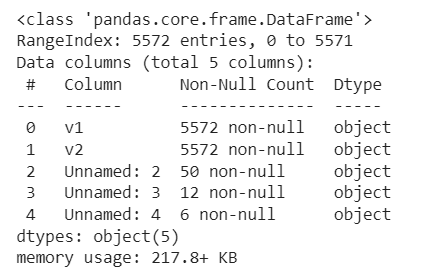 <class 'pandas.core.frame.DataFrame'>
RangeIndex: 5572 entries, 0 to 5571
Data columns (total 5 columns):
 #   Column      Non-Null Count  Dtype
---  ------      --------------  -----
 0   v1          5572 non-null   object
 1   v2          5572 non-null   object
 2   Unnamed: 2  50 non-null     object
 3   Unnamed: 3  12 non-null     object
 4   Unnamed: 4  6 non-null      object
dtypes: object(5)
memory usage: 217.8+ KB